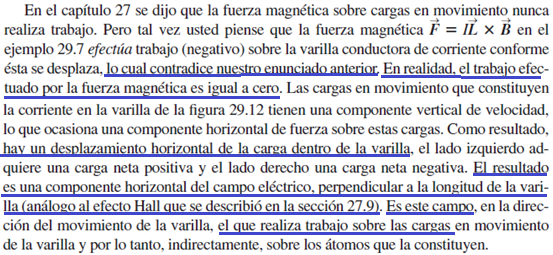 En el capítulo 27 se dijo que la fuerza magnética sobre cargas en movimiento nunca
realiza trabajo. Pero tal vez usted piense que la fuerza magnética F⃗ = IL⃗ × B⃗ en el
ejemplo 29.7 efectúa trabajo (negativo) sobre la varilla conductora de corriente conforme
ésta se desplaza, lo cual contradice nuestro enunciado anterior. En realidad, el trabajo efec-
tuado por la fuerza magnética es igual a cero. Las cargas en movimiento que constituyen
la corriente en la varilla de la figura 29.12 tienen una componente vertical de velocidad,
lo que ocasiona una componente horizontal de fuerza sobre estas cargas. Como resultado,
hay un desplazamiento horizontal de la carga dentro de la varilla, el lado izquierdo ad-
quiere una carga neta positiva y el lado derecho una carga neta negativa. El resultado
es una componente horizontal del campo eléctrico, perpendicular a la longitud de la vari-
lla (análogo al efecto Hall que se describió en la sección 27.9). Es este campo, en la direc-
ción del movimiento de la varilla, el que realiza trabajo sobre las cargas en movimiento
de la varilla y por lo tanto, indirectamente, sobre los átomos que la constituyen.